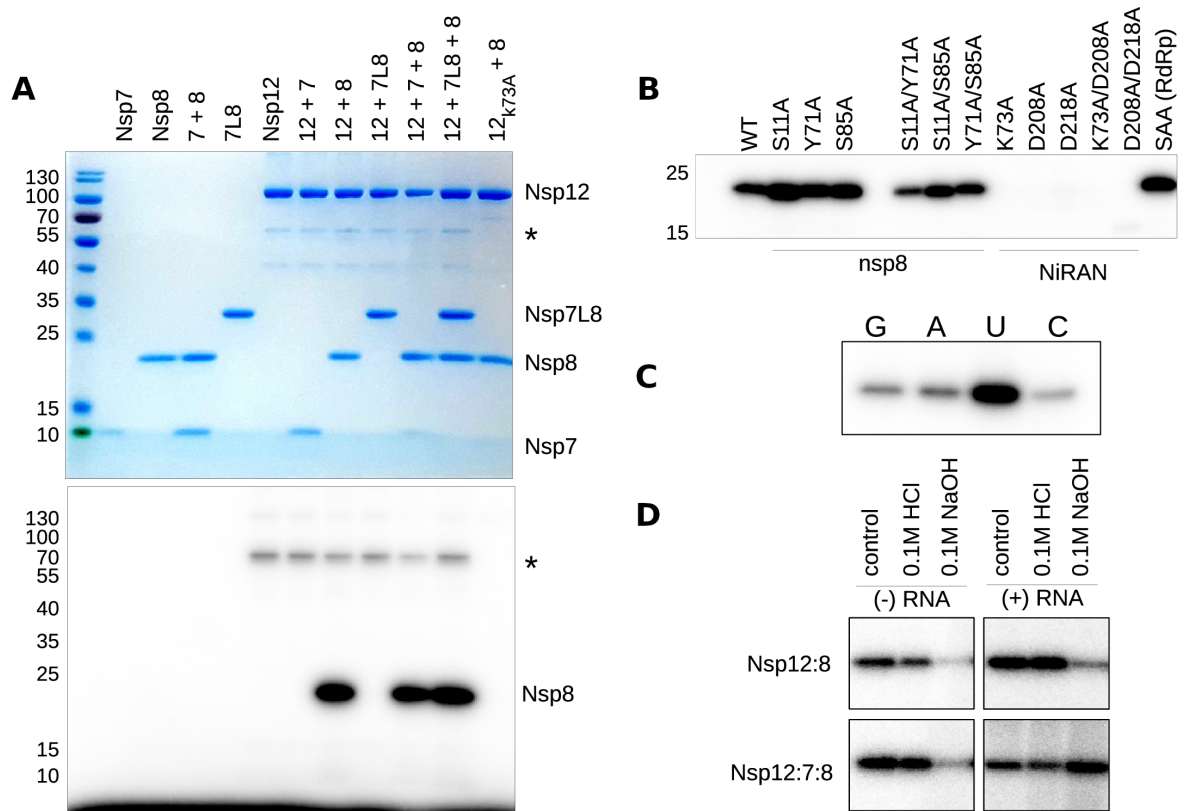 A
Nsp7
Nsp8
7 + 8
7L8
Nsp12
12 + 7
12 + 8
12 + 7L8
12 + 7 + 8
12 + 7L8 + 8
12k73A + 8
130
100
70
55
40
35
25
15
10
Nsp12
*
Nsp7L8
Nsp8
Nsp7
130
100
70
55
40
35
25
15
10
*
Nsp8
B
WT
S11A
Y71A
S85A
S11A/Y71A
S11A/S85A
Y71A/S85A
K73A
D208A
D218A
K73A/D208A
D208A/D218A
SAA (RdRp)
25
15
nsp8
NiRAN
C
G A U C
D
control
0.1M HCl
0.1M NaOH
control
0.1M HCl
0.1M NaOH
(-) RNA
(+) RNA
Nsp12:8
Nsp12:7:8